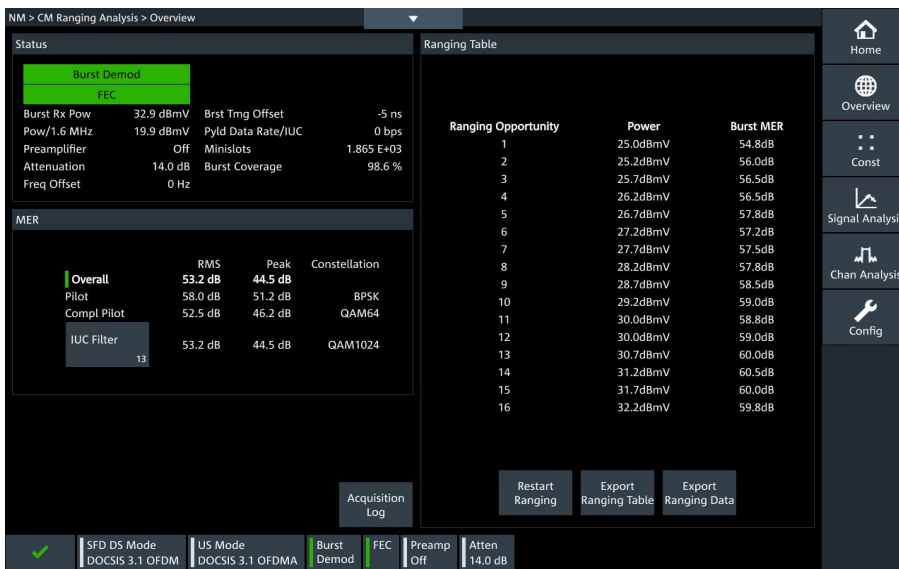 NM > CM Ranging Analysis > Overview
Status
Burst Demod
FEC
Burst Rx Pow 32.9 dBmV Brst Tmg Offset -5 ns
Pow/1.6 MHz 19.9 dBmV Pyld Data Rate/IUC 0 bps
Preamplifier Off Minislots 1.865 E+03
Attenuation 14.0 dB Burst Coverage 98.6 %
Freq Offset 0 Hz
MER
RMS Peak Constellation
Overall 53.2 dB 44.5 dB
Pilot 58.0 dB 51.2 dB BPSK
Compl Pilot 52.5 dB 46.2 dB QAM64
IUC Filter 13 53.2 dB 44.5 dB QAM1024
Acquisition
Log
Ranging Table
Ranging Opportunity Power Burst MER
1 25.0dBmV 54.8dB
2 25.2dBmV 56.0dB
3 25.7dBmV 56.5dB
4 26.2dBmV 56.5dB
5 26.7dBmV 57.8dB
6 27.2dBmV 57.2dB
7 27.7dBmV 57.5dB
8 28.2dBmV 57.8dB
9 28.7dBmV 58.5dB
10 29.2dBmV 59.0dB
11 30.0dBmV 58.8dB
12 30.0dBmV 59.0dB
13 30.7dBmV 60.0dB
14 31.2dBmV 60.5dB
15 31.7dBmV 60.0dB
16 32.2dBmV 59.8dB
Restart
Ranging
Export
Ranging Table
Export
Ranging Data
Home
Overview
Const
Signal Analysi
Chan Analysis
Config
SFD DS Mode
DOCSIS 3.1 OFDM
US Mode
DOCSIS 3.1 OFDMA
Burst
Demod
FEC
Preamp
Off
Atten
14.0 dB